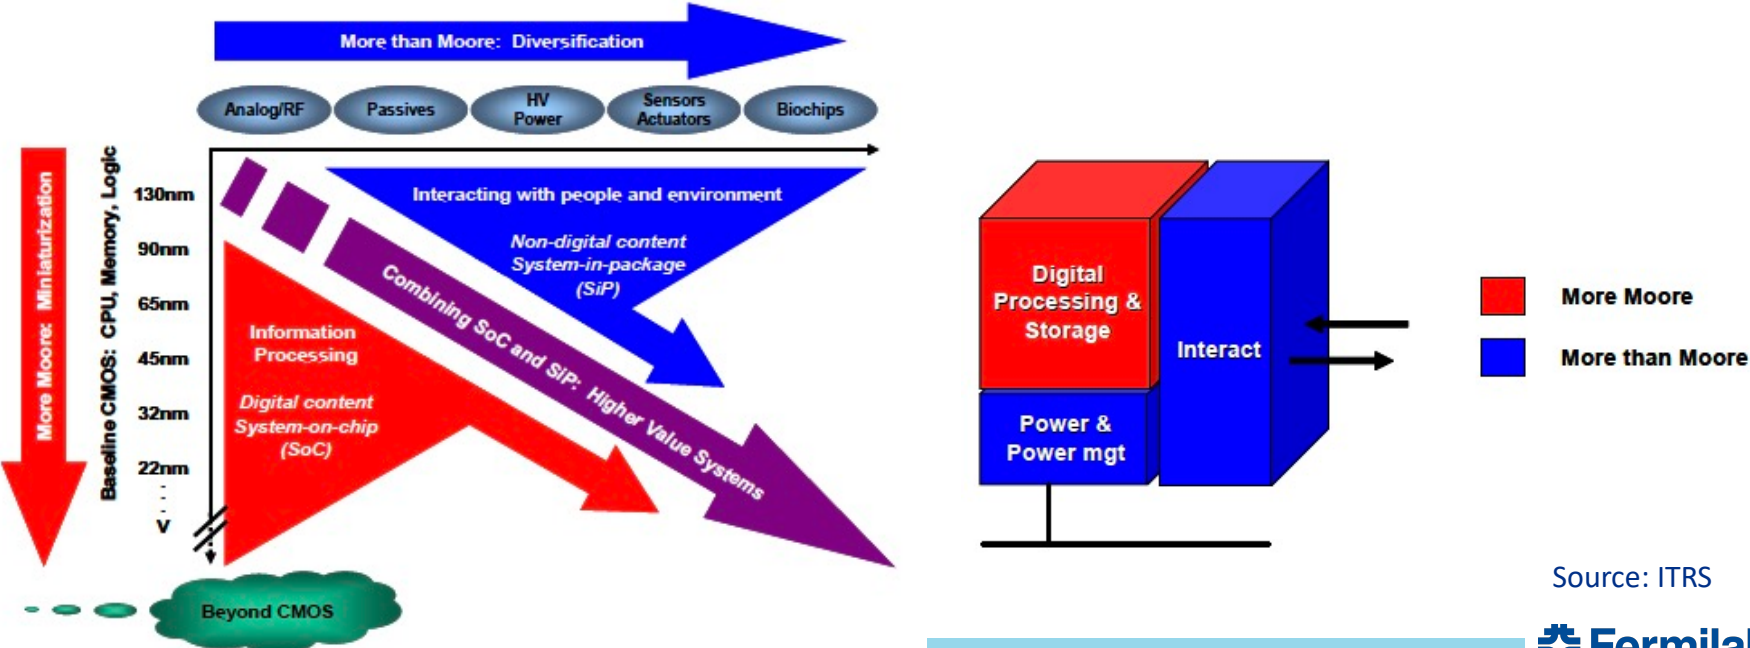 More than Moore: Diversification
Analog/RF
Passives
HV
Power
Sensors
Actuators
Biochips
More Moore: Miniaturization
Baseline CMOS: CPU, Memory, Logic
130nm
90nm
65nm
45nm
32nm
22nm
V
Interacting with people and environment
Non-digital content
System-in-package
(SiP)
Combining SoC and SiP: Higher Value Systems
Information
Processing
Digital content
System-on-chip
(SoC)
Beyond CMOS
Digital
Processing &
Storage
Power &
Power mgt
Interact
More Moore
More than Moore
Source: ITRS